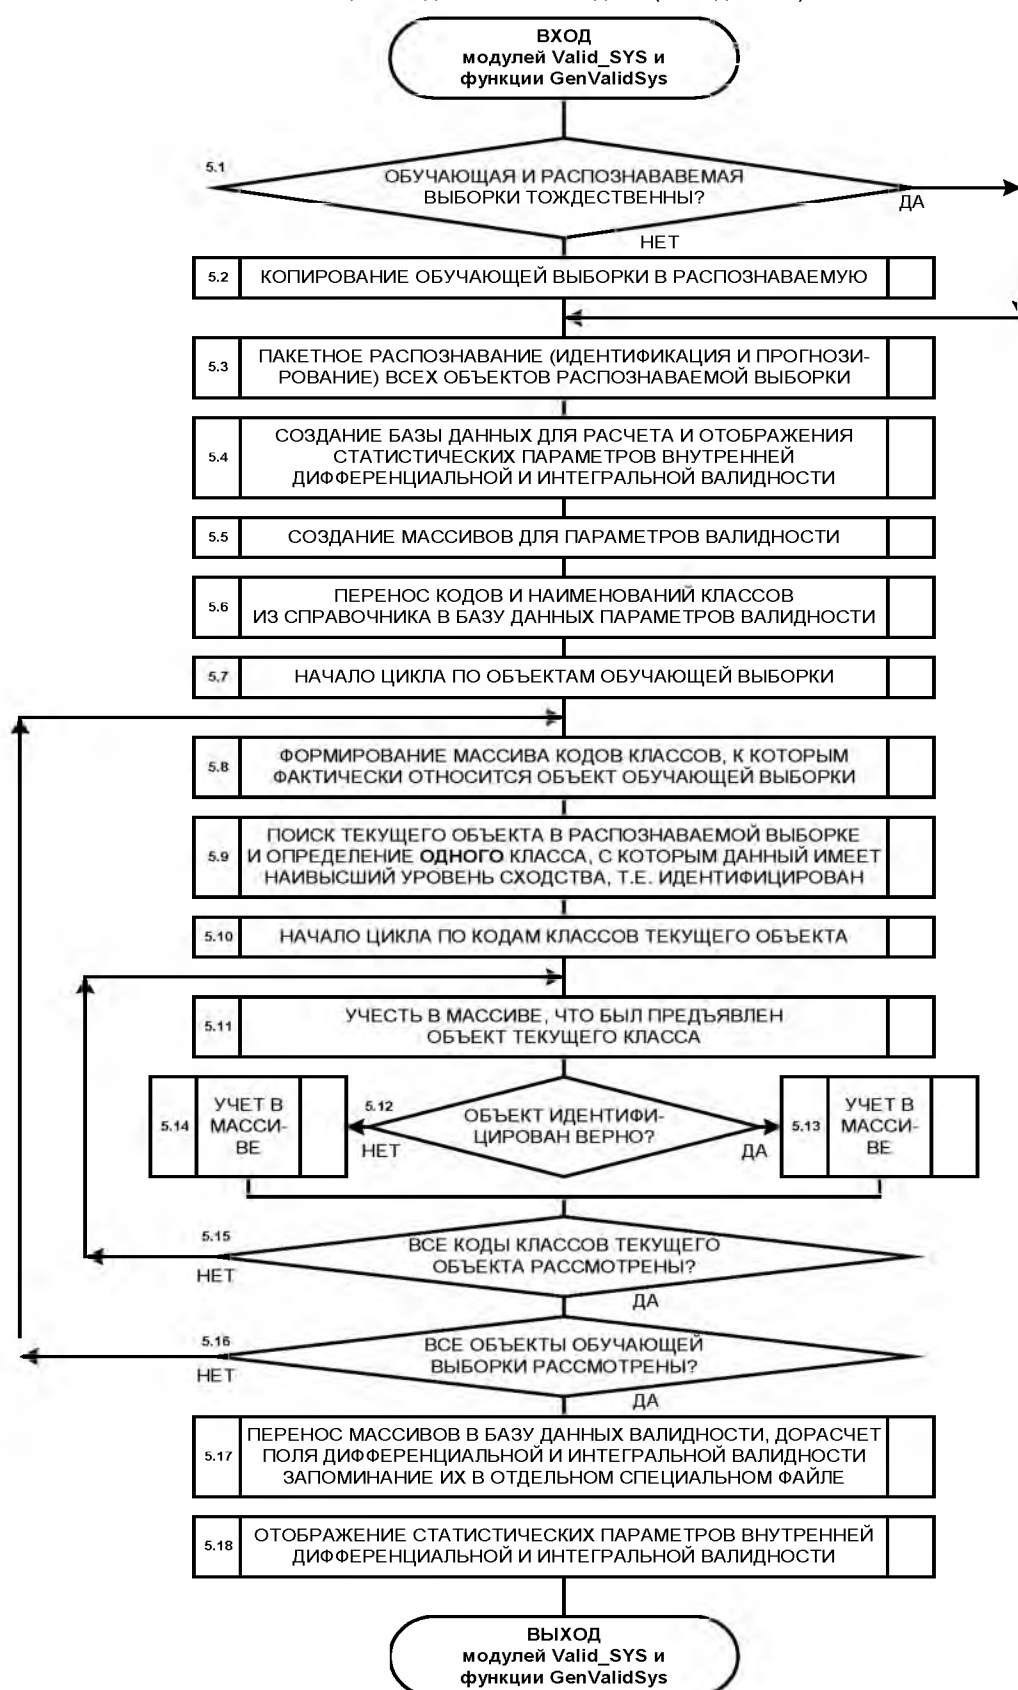 ВХОД
модулей Valid_SYS и
функции GenValidSys
5.1
ОБУЧАЮЩАЯ И РАСПОЗНАВАВЕМАЯ
ВЫБОРКИ ТОЖДЕСТВЕННЫ?
ДА
НЕТ
5.2
КОПИРОВАНИЕ ОБУЧАЮЩЕЙ ВЫБОРКИ В РАСПОЗНАВАЕМУЮ
5.3
ПАКЕТНОЕ РАСПОЗНАВАНИЕ (ИДЕНТИФИКАЦИЯ И ПРОГНОЗИ-
РОВАНИЕ) ВСЕХ ОБЪЕКТОВ РАСПОЗНАВАЕМОЙ ВЫБОРКИ
5.4
СОЗДАНИЕ БАЗЫ ДАННЫХ ДЛЯ РАСЧЕТА И ОТОБРАЖЕНИЯ
СТАТИСТИЧЕСКИХ ПАРАМЕТРОВ ВНУТРЕННЕЙ
ДИФФЕРЕНЦИАЛЬНОЙ И ИНТЕГРАЛЬНОЙ ВАЛИДНОСТИ
5.5
СОЗДАНИЕ МАССИВОВ ДЛЯ ПАРАМЕТРОВ ВАЛИДНОСТИ
5.6
ПЕРЕНОС КОДОВ И НАИМЕНОВАНИЙ КЛАССОВ
ИЗ СПРАВОЧНИКА В БАЗУ ДАННЫХ ПАРАМЕТРОВ ВАЛИДНОСТИ
5.7
НАЧАЛО ЦИКЛА ПО ОБЪЕКТАМ ОБУЧАЮЩЕЙ ВЫБОРКИ
5.8
ФОРМИРОВАНИЕ МАССИВА КОДОВ КЛАССОВ, К КОТОРЫМ
ФАКТИЧЕСКИ ОТНОСИТСЯ ОБЪЕКТ ОБУЧАЮЩЕЙ ВЫБОРКИ
5.9
ПОИСК ТЕКУЩЕГО ОБЪЕКТА В РАСПОЗНАВАЕМОЙ ВЫБОРКЕ
И ОПРЕДЕЛЕНИЕ ОДНОГО КЛАССА, С КОТОРЫМ ДАННЫЙ ИМЕЕТ
НАИВЫСШИЙ УРОВЕНЬ СХОДСТВА, Т.Е. ИДЕНТИФИЦИРОВАН
5.10
НАЧАЛО ЦИКЛА ПО КОДАМ КЛАССОВ ТЕКУЩЕГО ОБЪЕКТА
5.11
УЧЕСТЬ В МАССИВЕ, ЧТО БЫЛ ПРЕДЪЯВЛЕН
ОБЪЕКТ ТЕКУЩЕГО КЛАССА
5.14
УЧЕТ В
МАССИ-
ВЕ
5.12
НЕТ
ОБЪЕКТ ИДЕНТИФИ-
ЦИРОВАН ВЕРНО?
ДА
5.13
УЧЕТ В
МАССИ-
ВЕ
5.15
НЕТ
ВСЕ КОДЫ КЛАССОВ ТЕКУЩЕГО
ОБЪЕКТА РАССМОТРЕНЫ?
ДА
5.16
НЕТ
ВСЕ ОБЪЕКТЫ ОБУЧАЮЩЕЙ
ВЫБОРКИ РАССМОТРЕНЫ?
ДА
5.17
ПЕРЕНОС МАССИВОВ В БАЗУ ДАННЫХ ВАЛИДНОСТИ, ДОРАСЧЕТ
ПОЛЯ ДИФФЕРЕНЦИАЛЬНОЙ И ИНТЕГРАЛЬНОЙ ВАЛИДНОСТИ
ЗАПОМИНАНИЕ ИХ В ОТДЕЛЬНОМ СПЕЦИАЛЬНОМ ФАЙЛЕ
5.18
ОТОБРАЖЕНИЕ СТАТИСТИЧЕСКИХ ПАРАМЕТРОВ ВНУТРЕННЕЙ
ДИФФЕРЕНЦИАЛЬНОЙ И ИНТЕГРАЛЬНОЙ ВАЛИДНОСТИ
ВЫХОД
модулей Valid_SYS и
функции GenValidSys